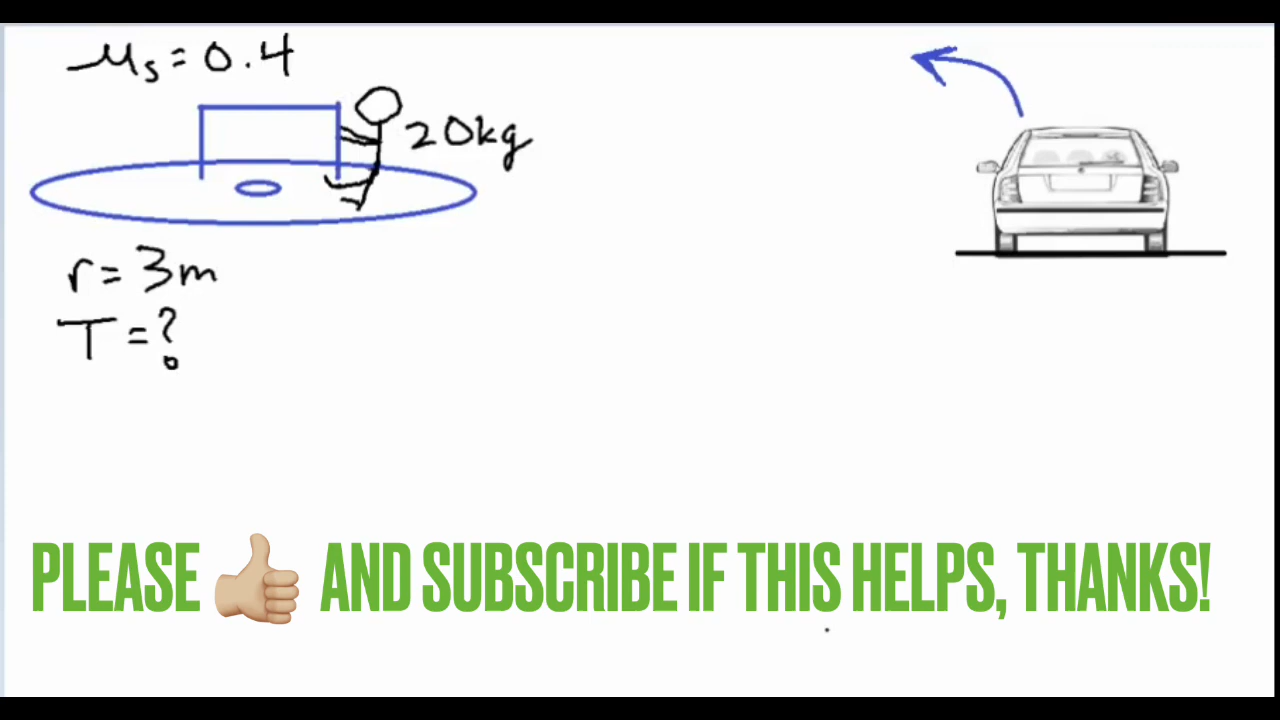 μs = 0.4
20kg
r = 3m
T = ?
PLEASE 👍🏼 AND SUBSCRIBE IF THIS HELPS, THANKS!